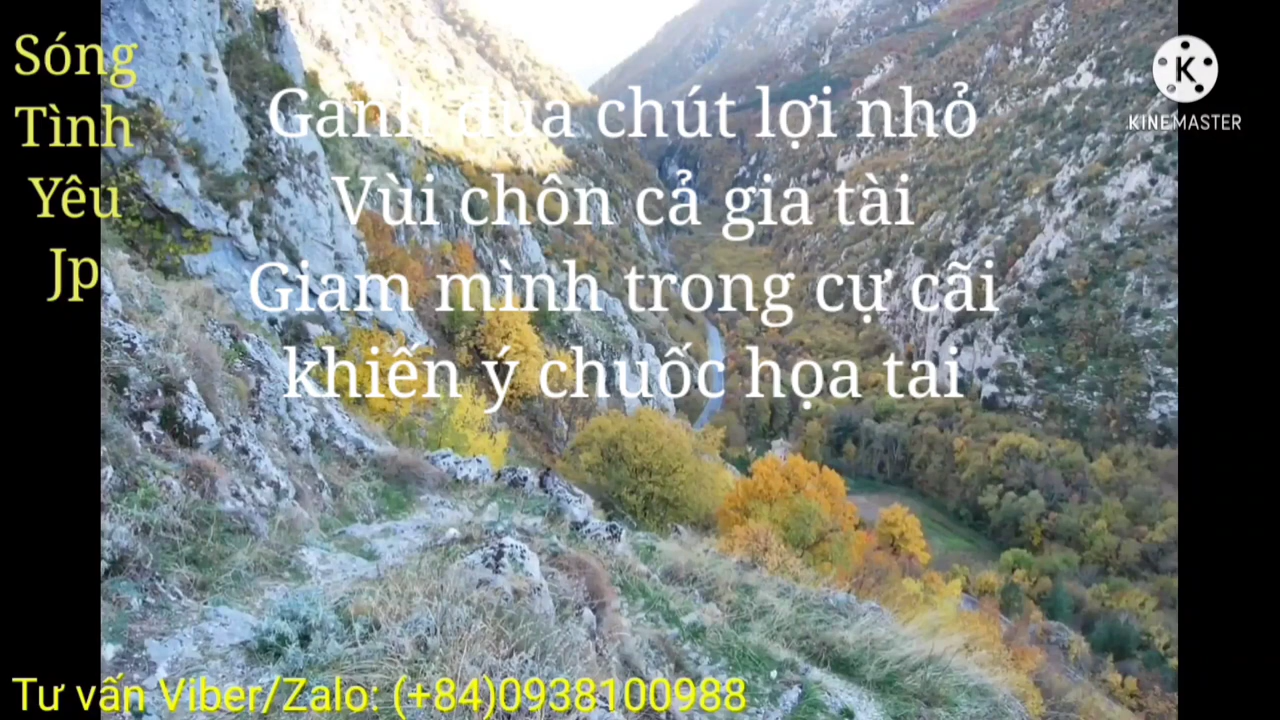 Sóng
Tình
Yêu
Jp
Ganh đua chút lợi nhỏ
Vùi chôn cả gia tài
Giam mình trong cự cãi
khiến ý chuốc họa tai
KINEMASTER
Tư vấn Viber/Zalo: (+84)0938100988